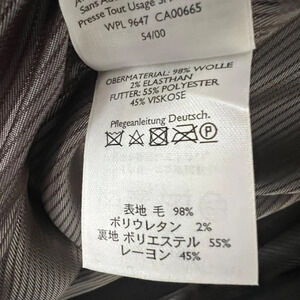 Sans Au
Presse Tout Usage S
WPL 9647 CA00665
S4/00
OBERMATERIAL: 98% WOLLE
2% ELASTHAN
FUTTER: 55% POLYESTER
45% VISKOSE
Pflegeanleitung Deutsch.
P
表地 毛 98%
ポリウレタン 2%
裏地 ポリエステル 55%
レーヨン 45%